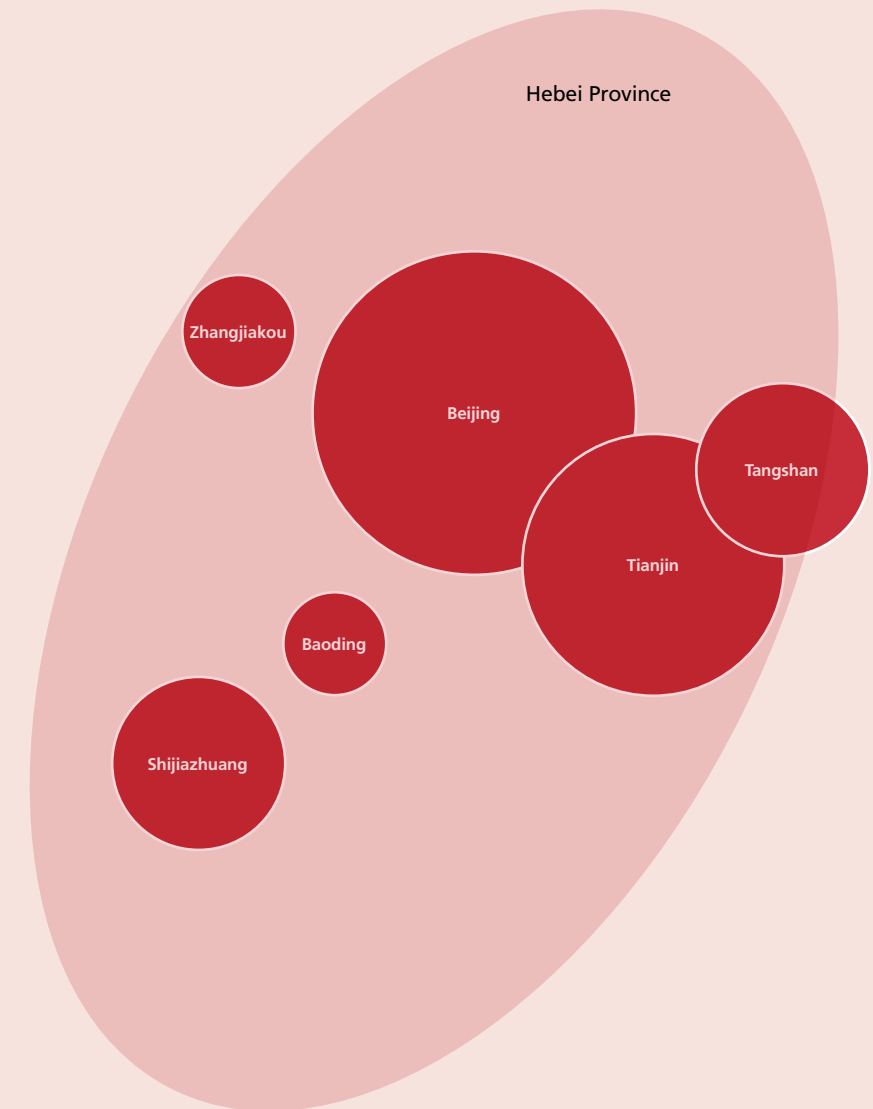 Hebei Province
Zhangjiakou
Beijing
Tangshan
Tianjin
Baoding
Shijiazhuang